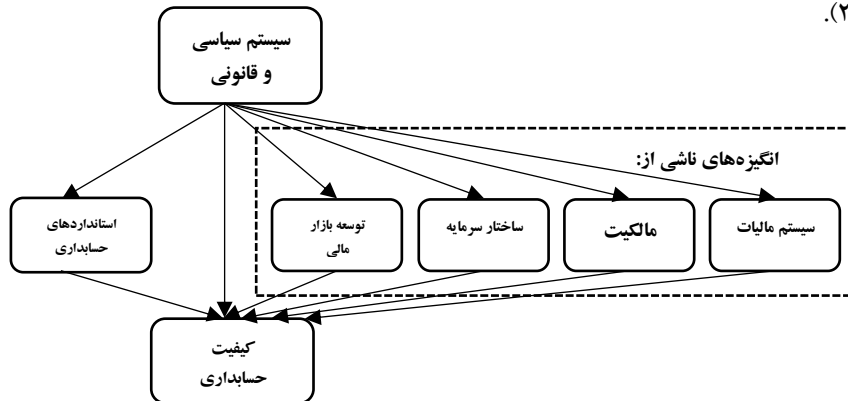 ۲).
سیستم سیاسی
و قانونی
انگیزه‌های ناشی از:
سیستم مالیات
مالکیت
ساختار سرمایه
توسعه بازار
مالی
استانداردهای
حسابداری
کیفیت
حسابداری